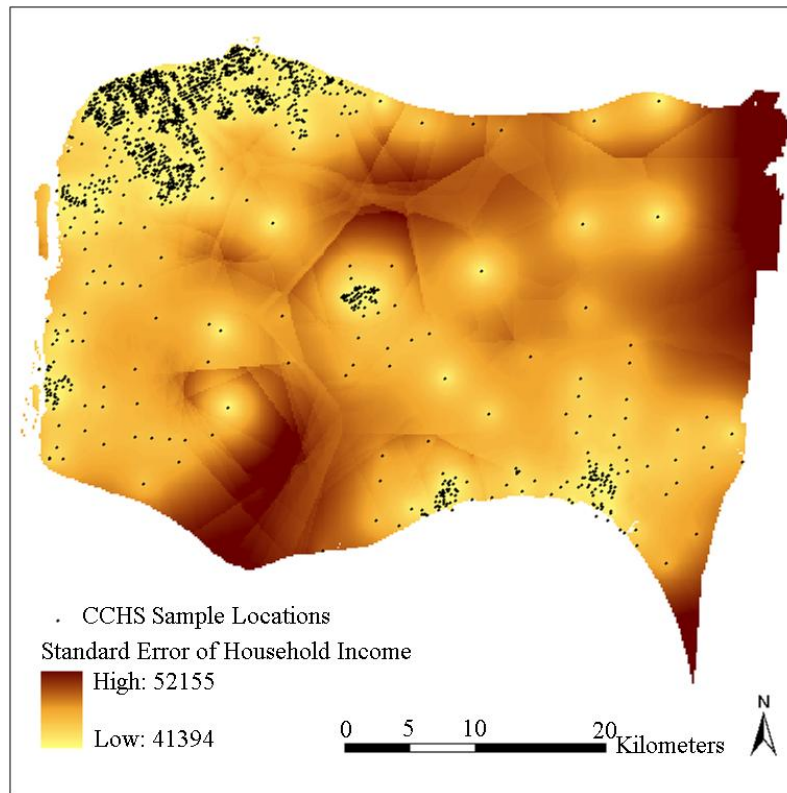 CCHS Sample Locations
Standard Error of Household Income
High: 52155
Low: 41394
0 5 10 20
Kilometers
N